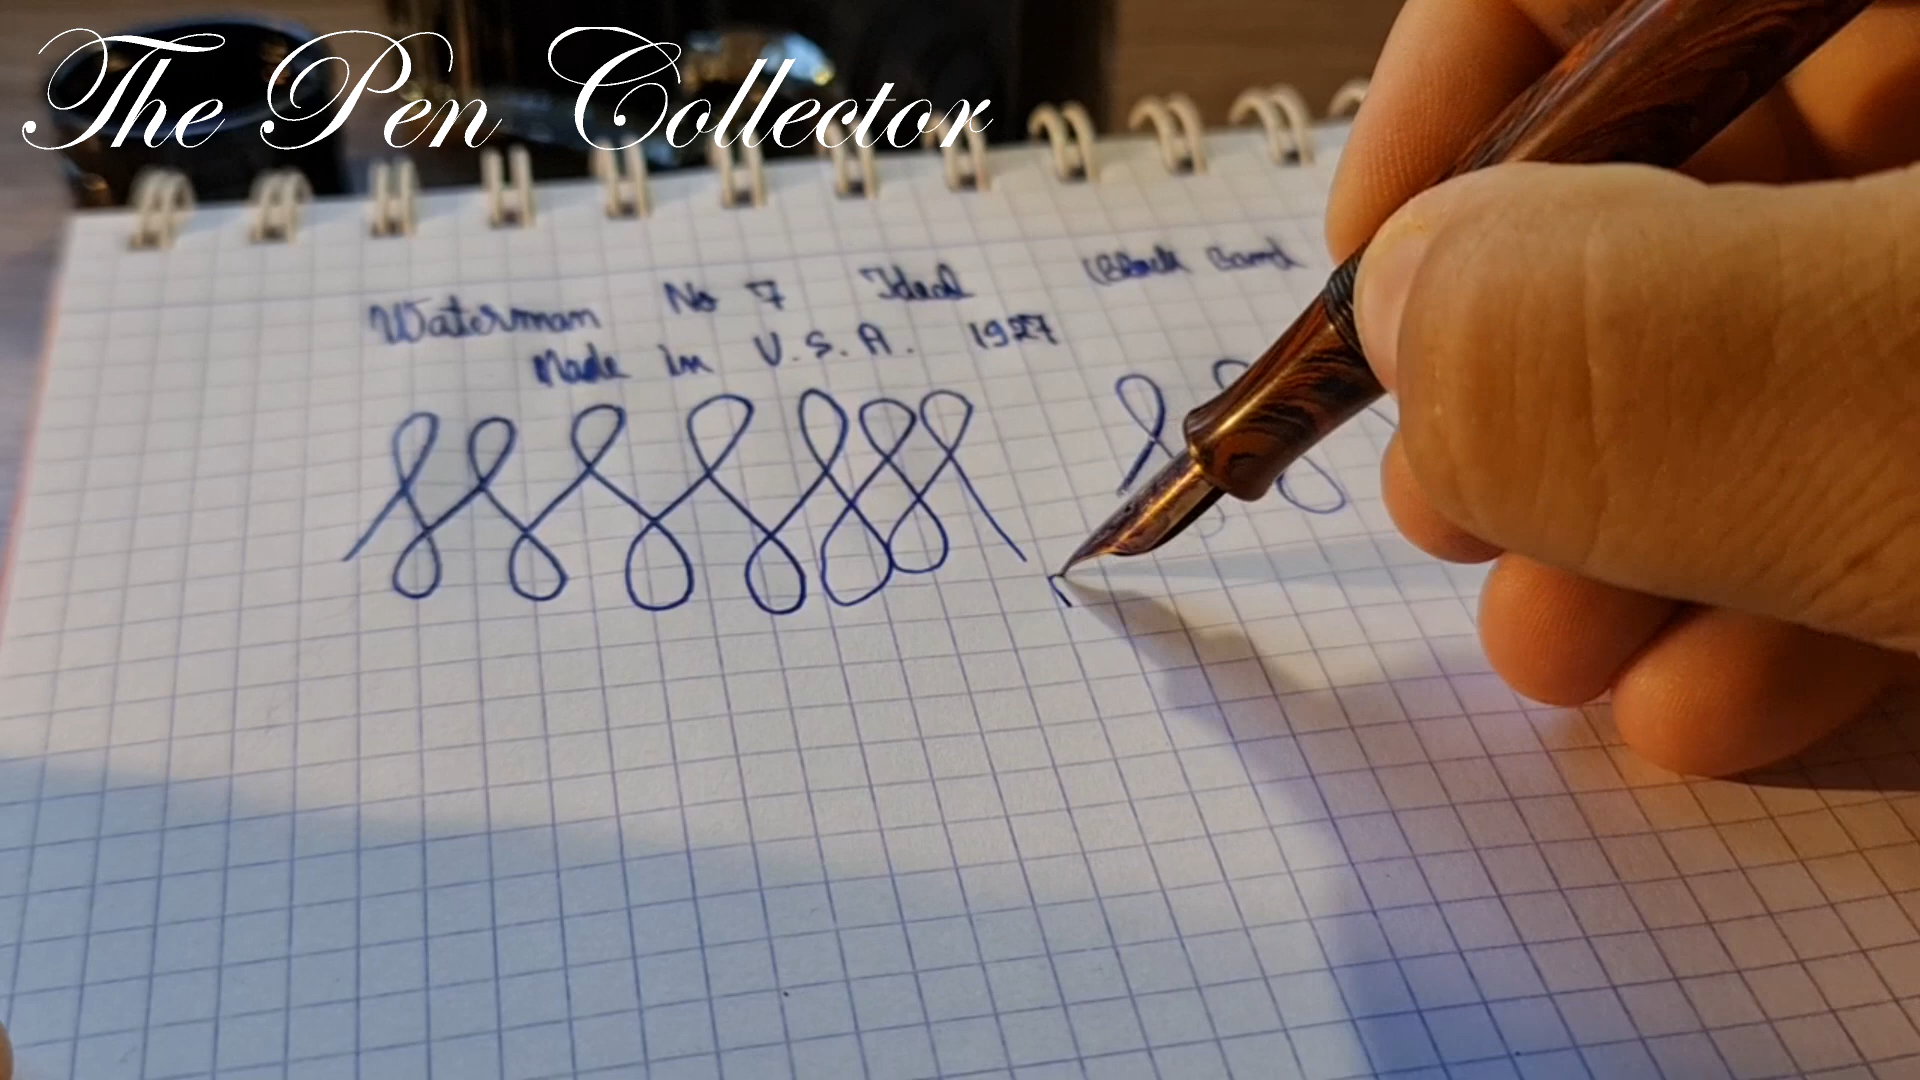 The Pen Collector
Waterman No 7 Ideal (Black Band
Made in U.S.A. 1927